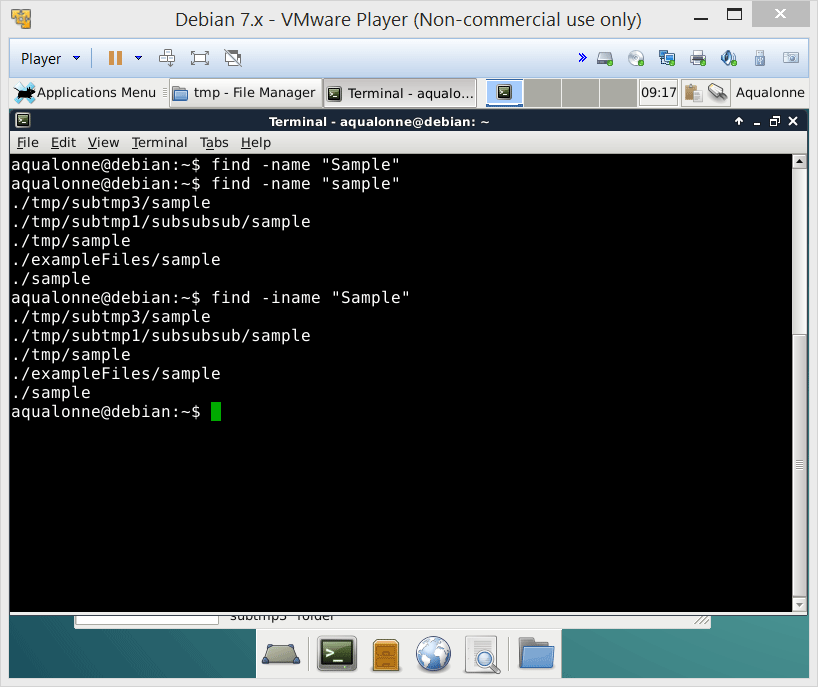 Debian 7.x - VMware Player (Non-commercial use only)
Player
Applications Menu
tmp - File Manager
Terminal - aqualo...
09:17
Aqualonne
Terminal - aqualonne@debian: ~
File Edit View Terminal Tabs Help
aqualonne@debian:~$ find -name "Sample"
aqualonne@debian:~$ find -name "sample"
./tmp/subtmp3/sample
./tmp/subtmp1/subsubsub/sample
./tmp/sample
./exampleFiles/sample
./sample
aqualonne@debian:~$ find -iname "Sample"
./tmp/subtmp3/sample
./tmp/subtmp1/subsubsub/sample
./tmp/sample
./exampleFiles/sample
./sample
aqualonne@debian:~$
folder